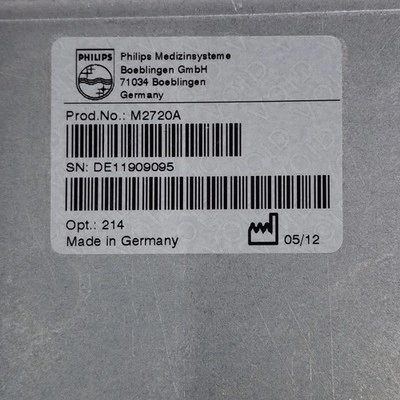 PHILIPS
Philips Medizinsysteme
Boeblingen GmbH
71034 Boeblingen
Germany
Prod.No.: M2720A
SN: DE11909095
Opt.: 214
Made in Germany
05/12